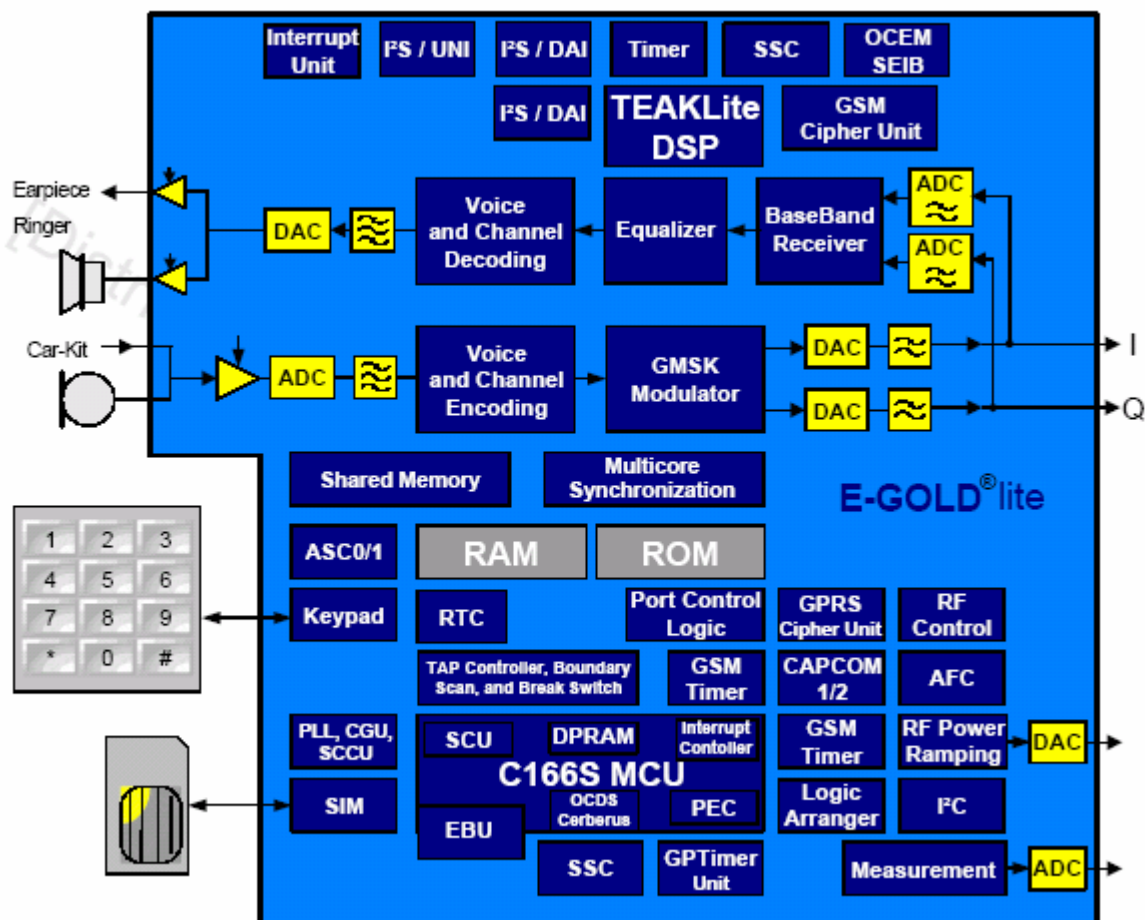 Interrupt
Unit
I²S / UNI
I²S / DAI
Timer
SSC
OCEM
SEIB
I²S / DAI
TEAKLite
DSP
GSM
Cipher Unit
Earpiece
Ringer
[Distr
DAC
Voice
and Channel
Decoding
Equalizer
BaseBand
Receiver
ADC
ADC
Car-Kit
ADC
Voice
and Channel
Encoding
GMSK
Modulator
DAC
DAC
I
Q
Shared Memory
Multicore
Synchronization
E-GOLD®lite
1 2 3
4 5 6
7 8 9
* 0 #
ASC0/1
RAM
ROM
Keypad
RTC
Port Control
Logic
GPRS
Cipher Unit
RF
Control
TAP Controller, Boundary
Scan, and Break Switch
GSM
Timer
CAPCOM
1/2
AFC
PLL, CGU,
SCCU
SCU
DPRAM
Interrupt
Contoller
C166S MCU
GSM
Timer
RF Power
Ramping
DAC
SIM
EBU
OCDS
Cerberus
PEC
Logic
Arranger
I²C
SSC
GPTimer
Unit
Measurement
ADC